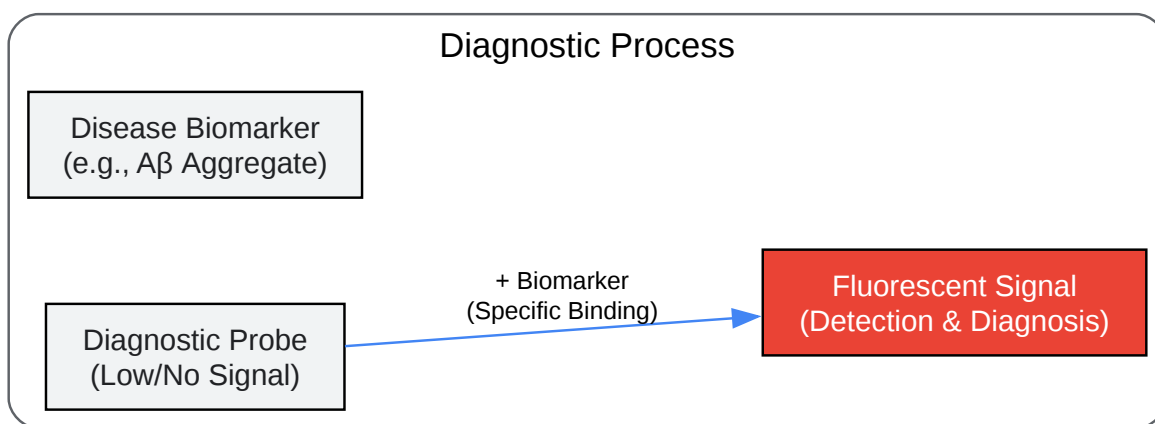 Diagnostic Process
Disease Biomarker
(e.g., Aβ Aggregate)
+ Biomarker
(Specific Binding)
Fluorescent Signal
(Detection & Diagnosis)
Diagnostic Probe
(Low/No Signal)